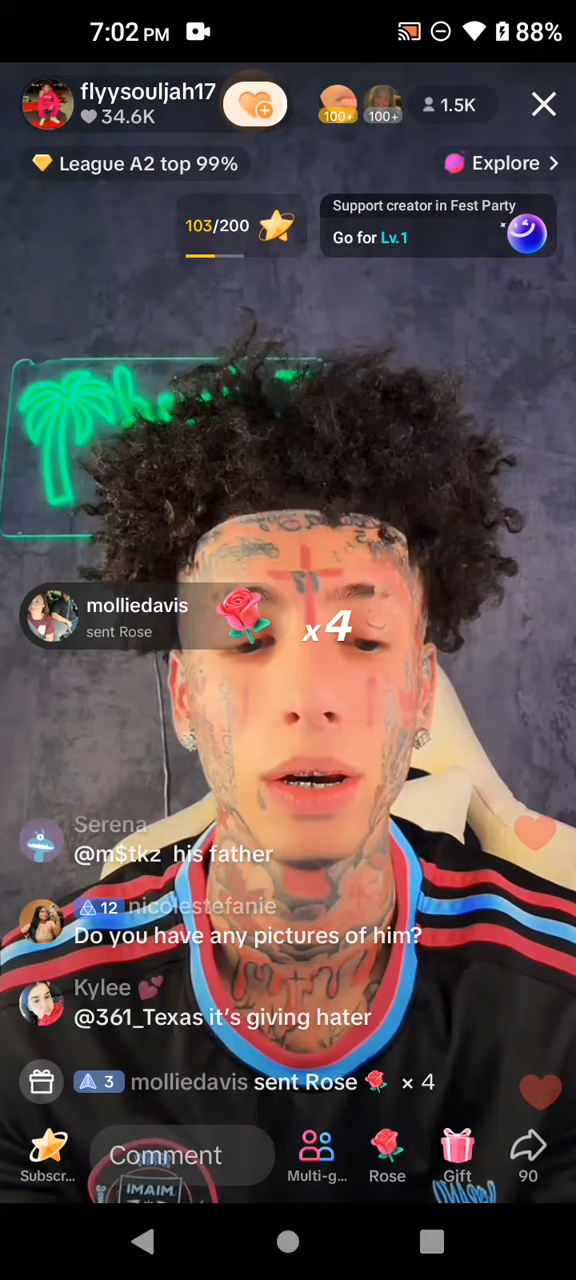 7:02 PM
88%
flyysouljah17
34.6K
100+
100+
1.5K
League A2 top 99%
Explore >
103/200
Support creator in Fest Party
Go for Lv.1
molliedavis
sent Rose
x4
Serena
@m$tkz his father
12 nicolestefanie
Do you have any pictures of him?
Kylee 💕
@361_Texas it's giving hater
3 molliedavis sent Rose 🌹 × 4
Comment
Subscr...
Multi-g...
Rose
Gift
90